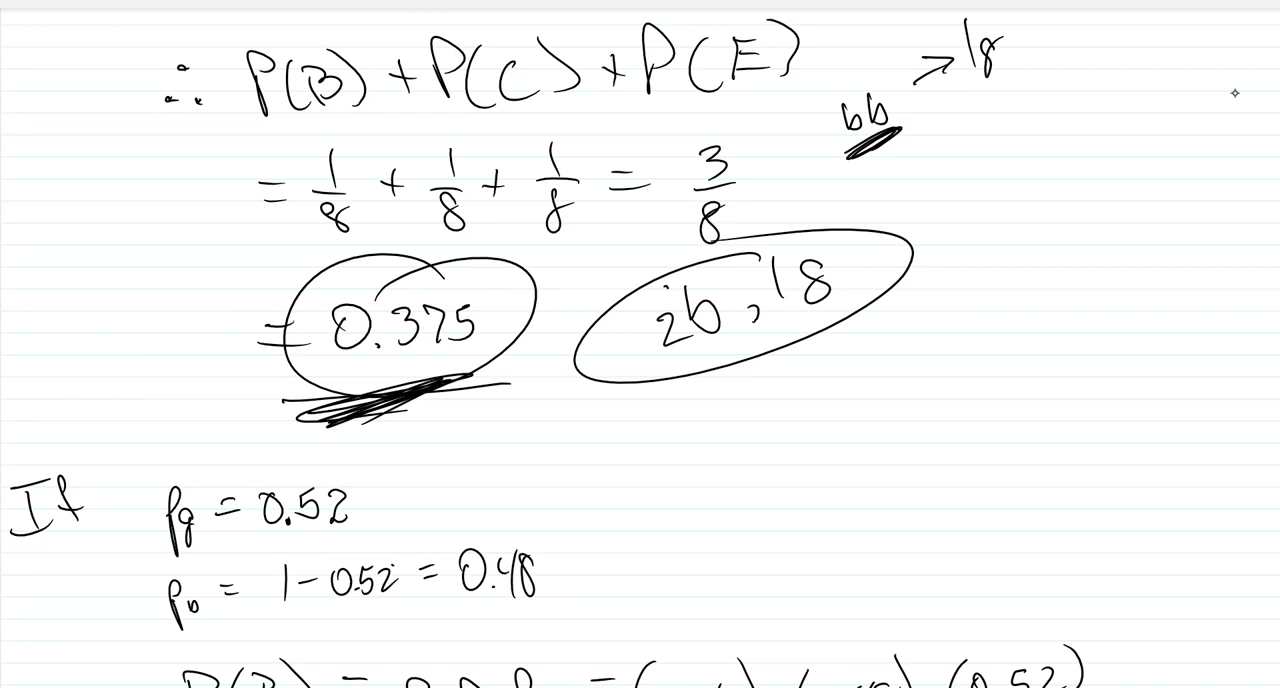 ∴ P(B) + P(C) + P(E) > 18
bb
= 1/8 + 1/8 + 1/8 = 3/8
= 0.375 2b, 18
If pg = 0.52
pb = 1 - 0.52 = 0.48